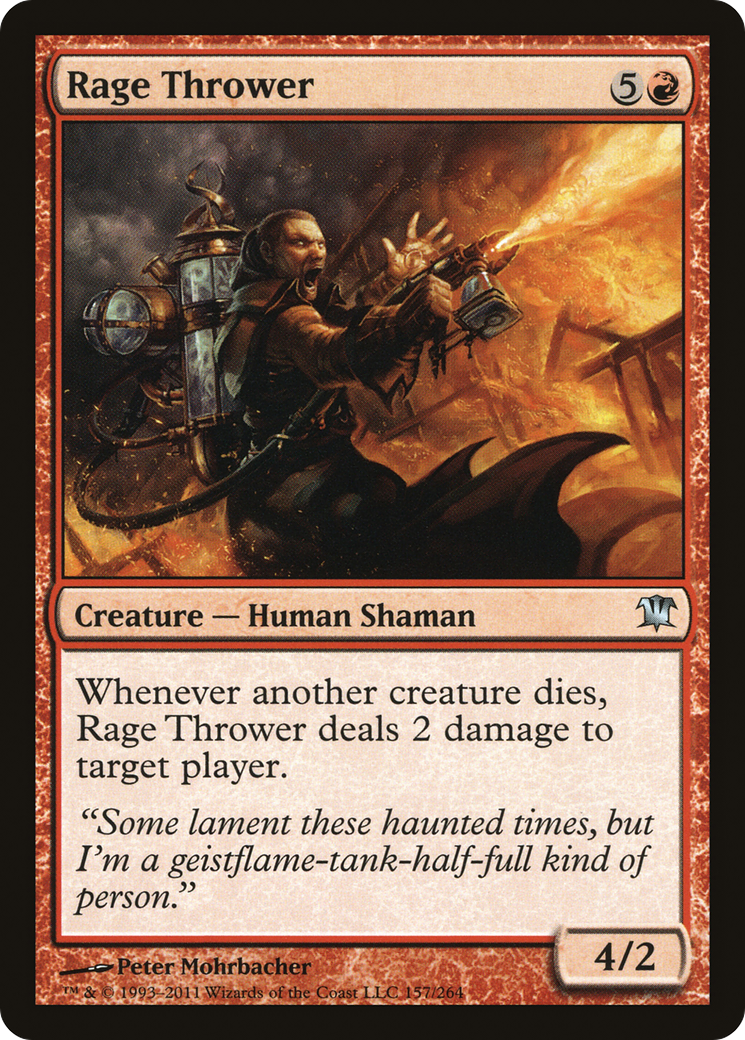 Rage Thrower 5
Creature — Human Shaman
Whenever another creature dies,
Rage Thrower deals 2 damage to
target player.
“Some lament these haunted times, but
I’m a geistflame-tank-half-full kind of
person.”
4/2
Peter Mohrbacher
™ & © 1993–2011 Wizards of the Coast LLC 157/264